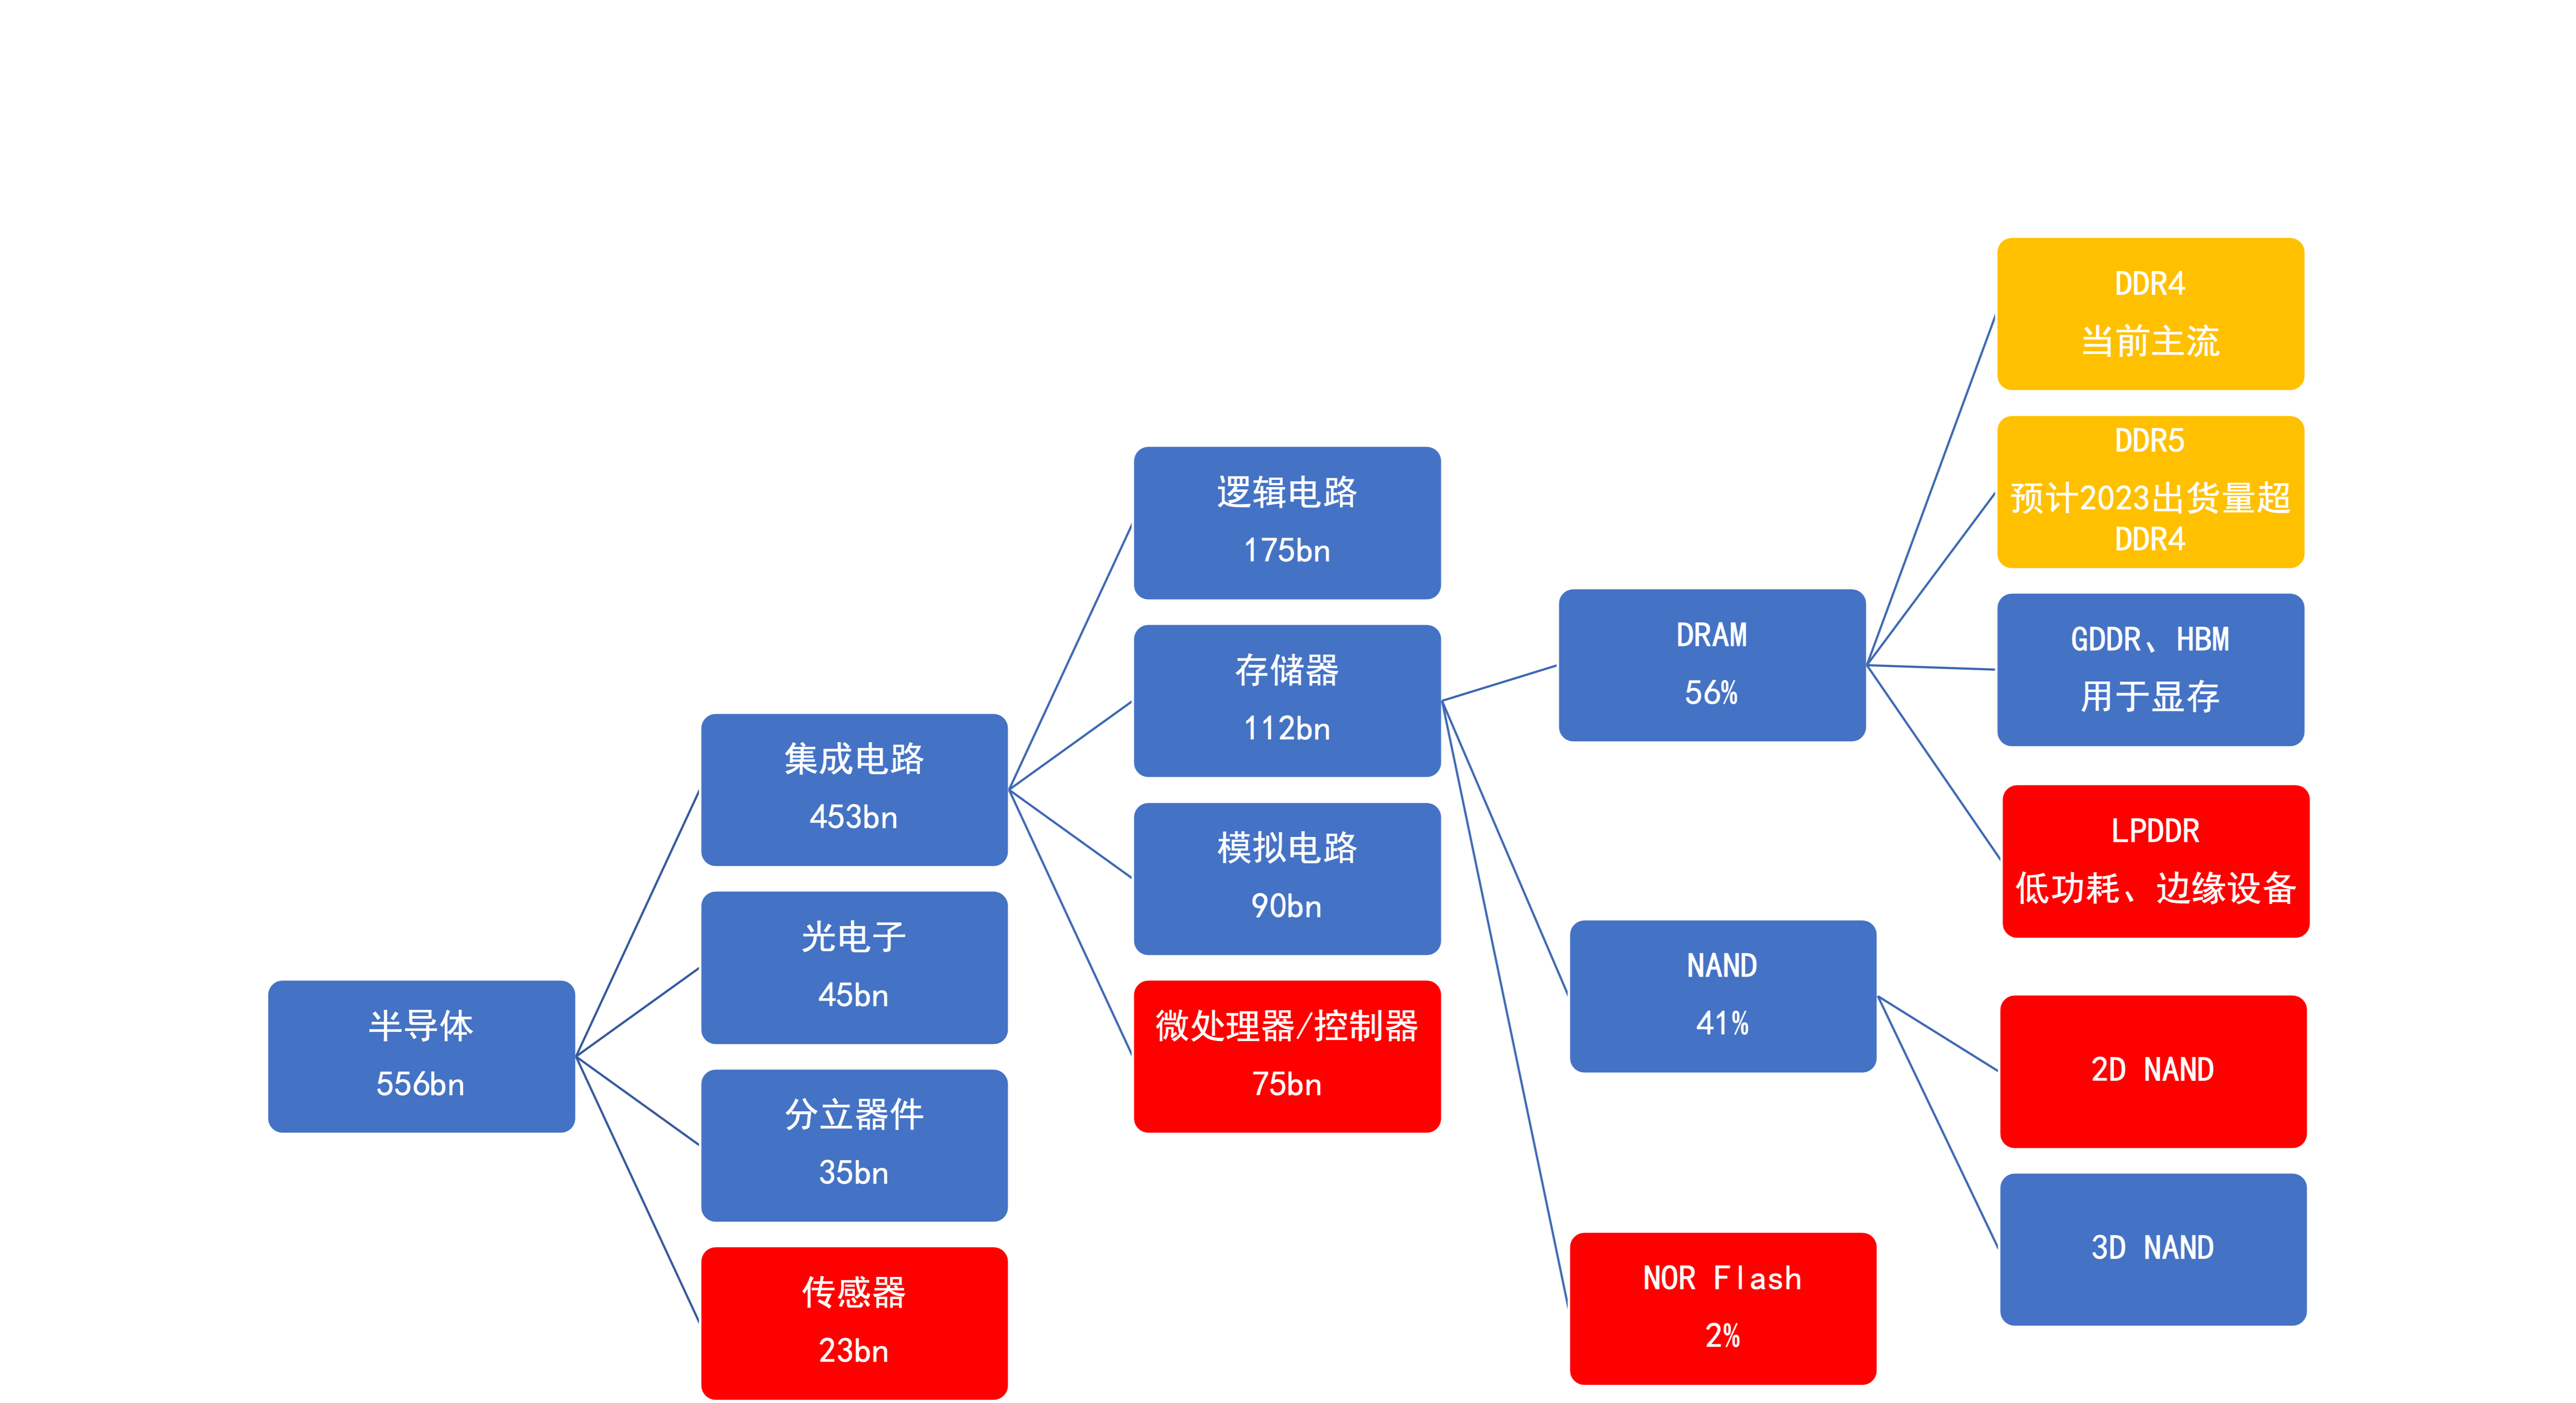 半导体
556bn
集成电路
453bn
光电子
45bn
分立器件
35bn
传感器
23bn
逻辑电路
175bn
存储器
112bn
模拟电路
90bn
微处理器/控制器
75bn
DRAM
56%
NAND
41%
NOR Flash
2%
DDR4
当前主流
DDR5
预计2023出货量超
DDR4
GDDR、HBM
用于显存
LPDDR
低功耗、边缘设备
2D NAND
3D NAND